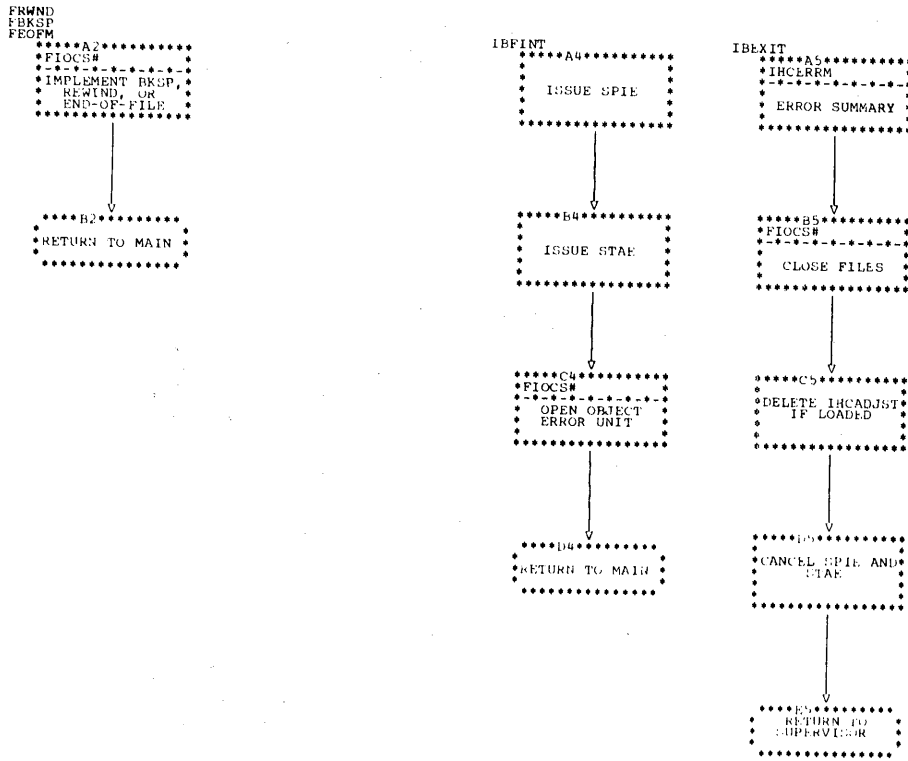 FRWND
FBKSP
FEOFM
A2
FIOCS#
IMPLEMENT BKSP,
REWIND, OR
END-OF-FILE
B2
RETURN TO MAIN
IBFINT
A4
ISSUE SPIE
B4
ISSUE STAE
C4
FIOCS#
OPEN OBJECT
ERROR UNIT
D4
RETURN TO MAIN
IBEXIT
A5
IHCERRM
ERROR SUMMARY
B5
FIOCS#
CLOSE FILES
C5
DELETE IHCADJST
IF LOADED
D5
CANCEL SPIE AND
STAE
E5
RETURN TO
SUPERVISOR